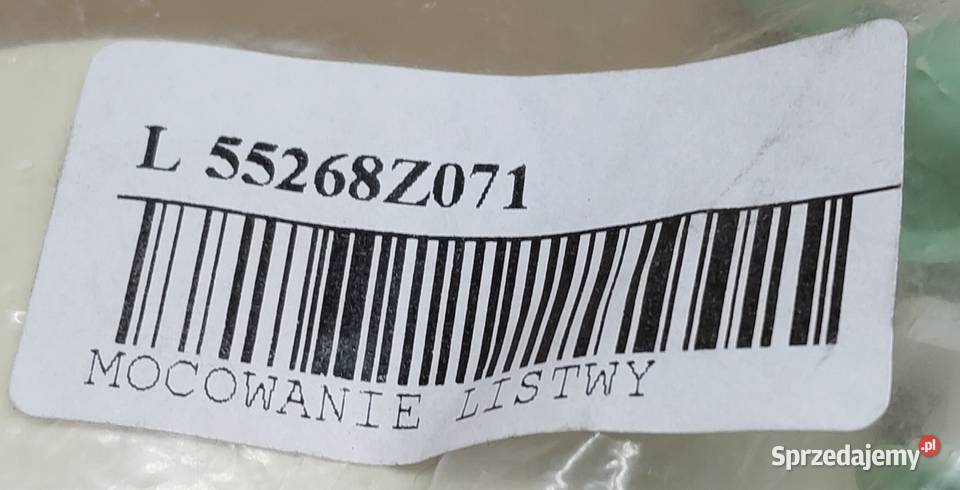 L 55268Z071
MOCOWANIE LISTWY
Sprzedajemy.pl